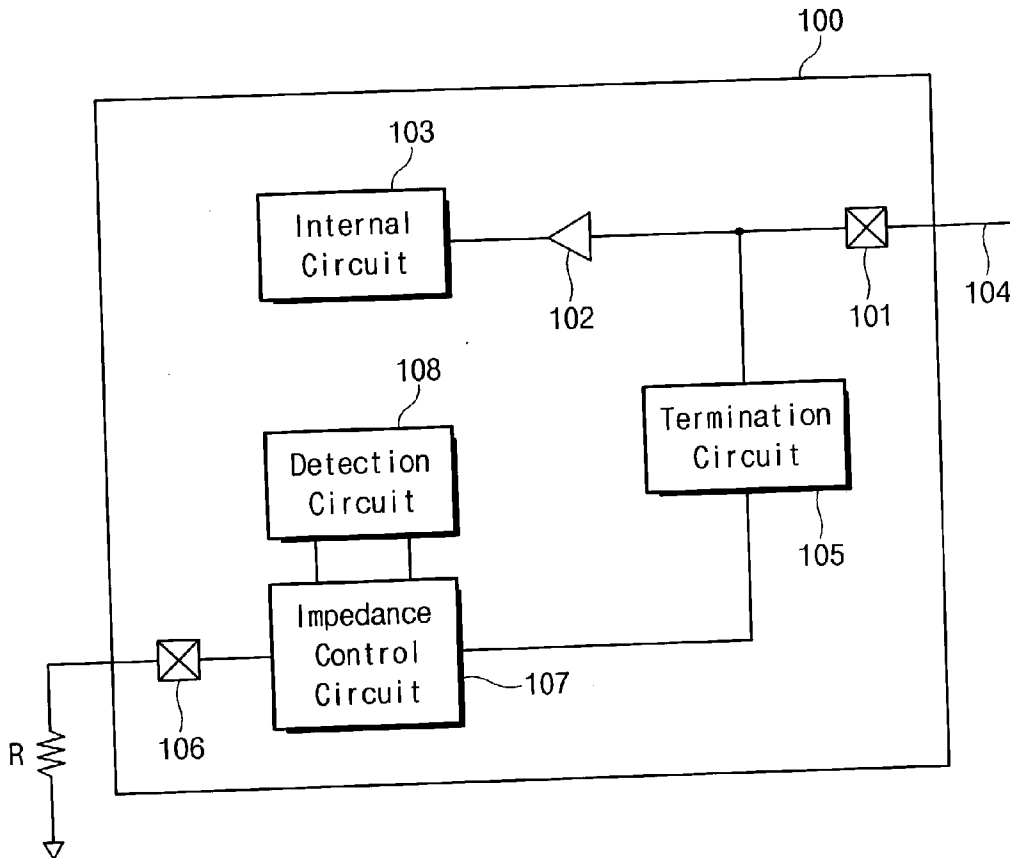 100
103
Internal
Circuit
102
101
104
108
Detection
Circuit
Termination
Circuit
105
Impedance
Control
Circuit
107
106
R